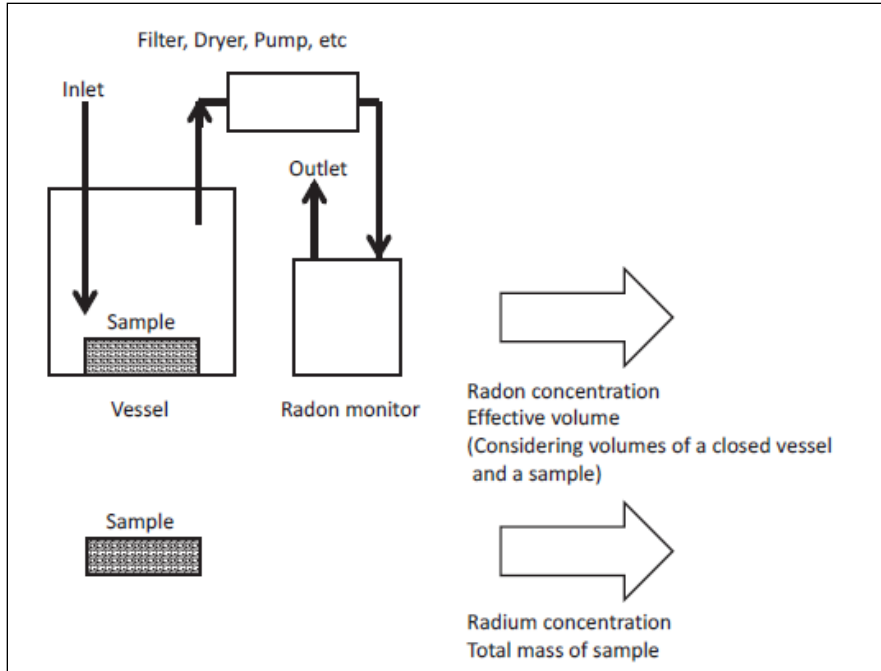 Filter, Dryer, Pump, etc
Inlet
Outlet
Sample
Vessel
Radon monitor
Radon concentration
Effective volume
(Considering volumes of a closed vessel
and a sample)
Sample
Radium concentration
Total mass of sample